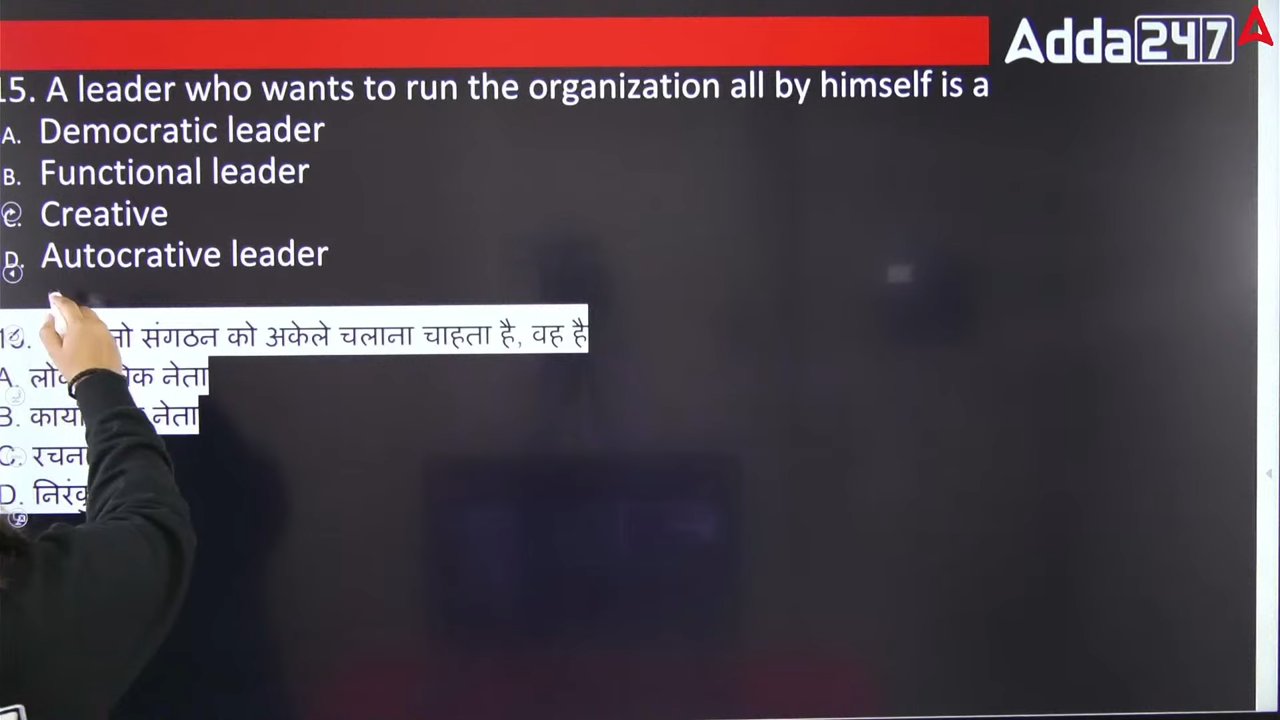 Adda247
15. A leader who wants to run the organization all by himself is a
A. Democratic leader
B. Functional leader
C. Creative
D. Autocrative leader
संगठन को अकेले चलाना चाहता है, वह है
A. नेता
B. नेता
C.
D.